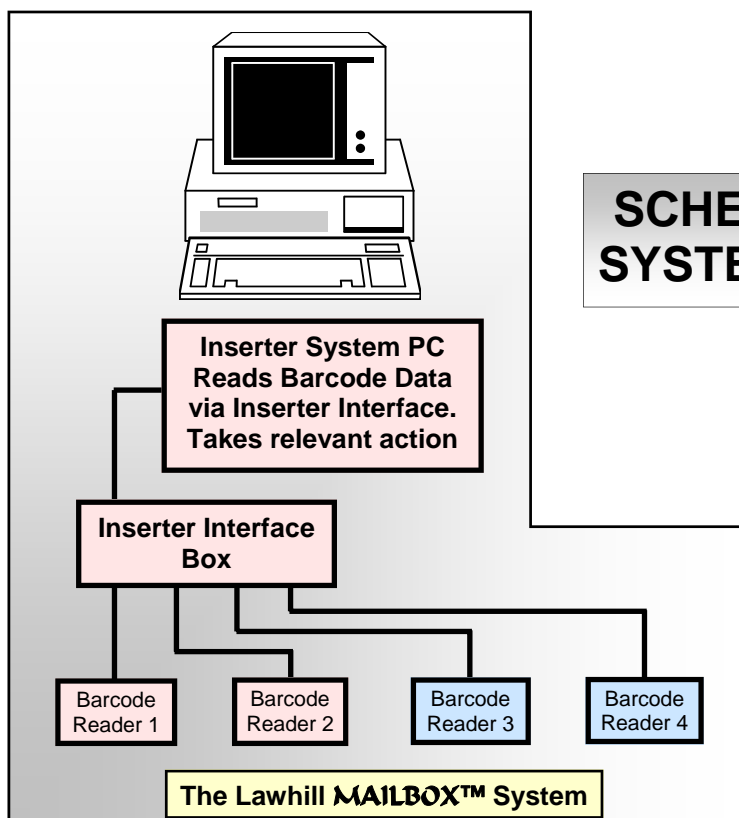 SCHE
SYSTE
Inserter System PC
Reads Barcode Data
via Inserter Interface.
Takes relevant action
Inserter Interface
Box
Barcode
Reader 1
Barcode
Reader 2
Barcode
Reader 3
Barcode
Reader 4
The Lawhill MAILBOX™ System